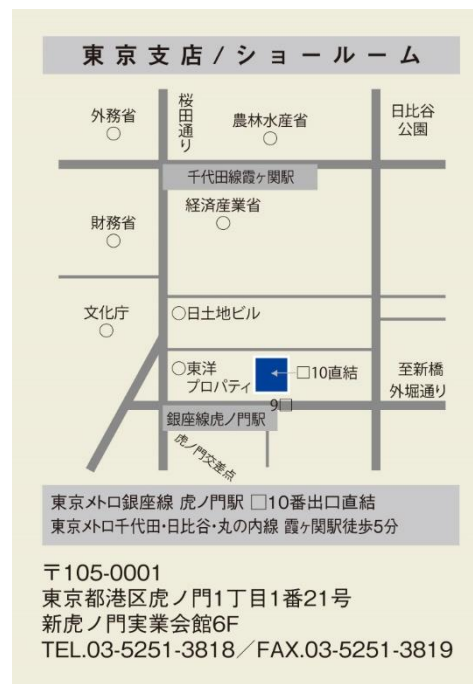 東京支店/ショールーム
外務省
桜田通り
農林水産省
日比谷
公園
千代田線霞ヶ関駅
財務省
経済産業省
文化庁
日土地ビル
東洋
プロパティ
□10直結
至新橋
外堀通り
9□
銀座線虎ノ門駅
虎ノ門交差点
東京メトロ銀座線 虎ノ門駅 □10番出口直結
東京メトロ千代田・日比谷・丸の内線 霞ヶ関駅徒歩5分
〒105-0001
東京都港区虎ノ門1丁目1番21号
新虎ノ門実業会館6F
TEL.03-5251-3818／FAX.03-5251-3819